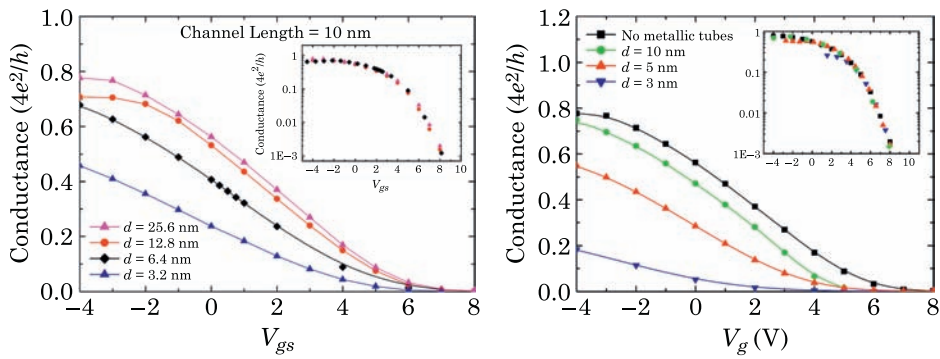 Channel Length = 10 nm
Conductance (4e²/h)
1.0
0.8
0.6
0.4
0.2
0.0
−4
−2
0
2
4
6
8
V_gs
d = 25.6 nm
d = 12.8 nm
d = 6.4 nm
d = 3.2 nm
Conductance (4e²/h)
1
0.1
0.01
1E−3
−4
−2
0
2
4
6
8
10
V_gs
Conductance (4e²/h)
1.2
1.0
0.8
0.6
0.4
0.2
0.0
−4
−2
0
2
4
6
8
V_g (V)
No metallic tubes
d = 10 nm
d = 5 nm
d = 3 nm
1
0.1
0.01
1E−3
−4
−2
0
2
4
6
8
10